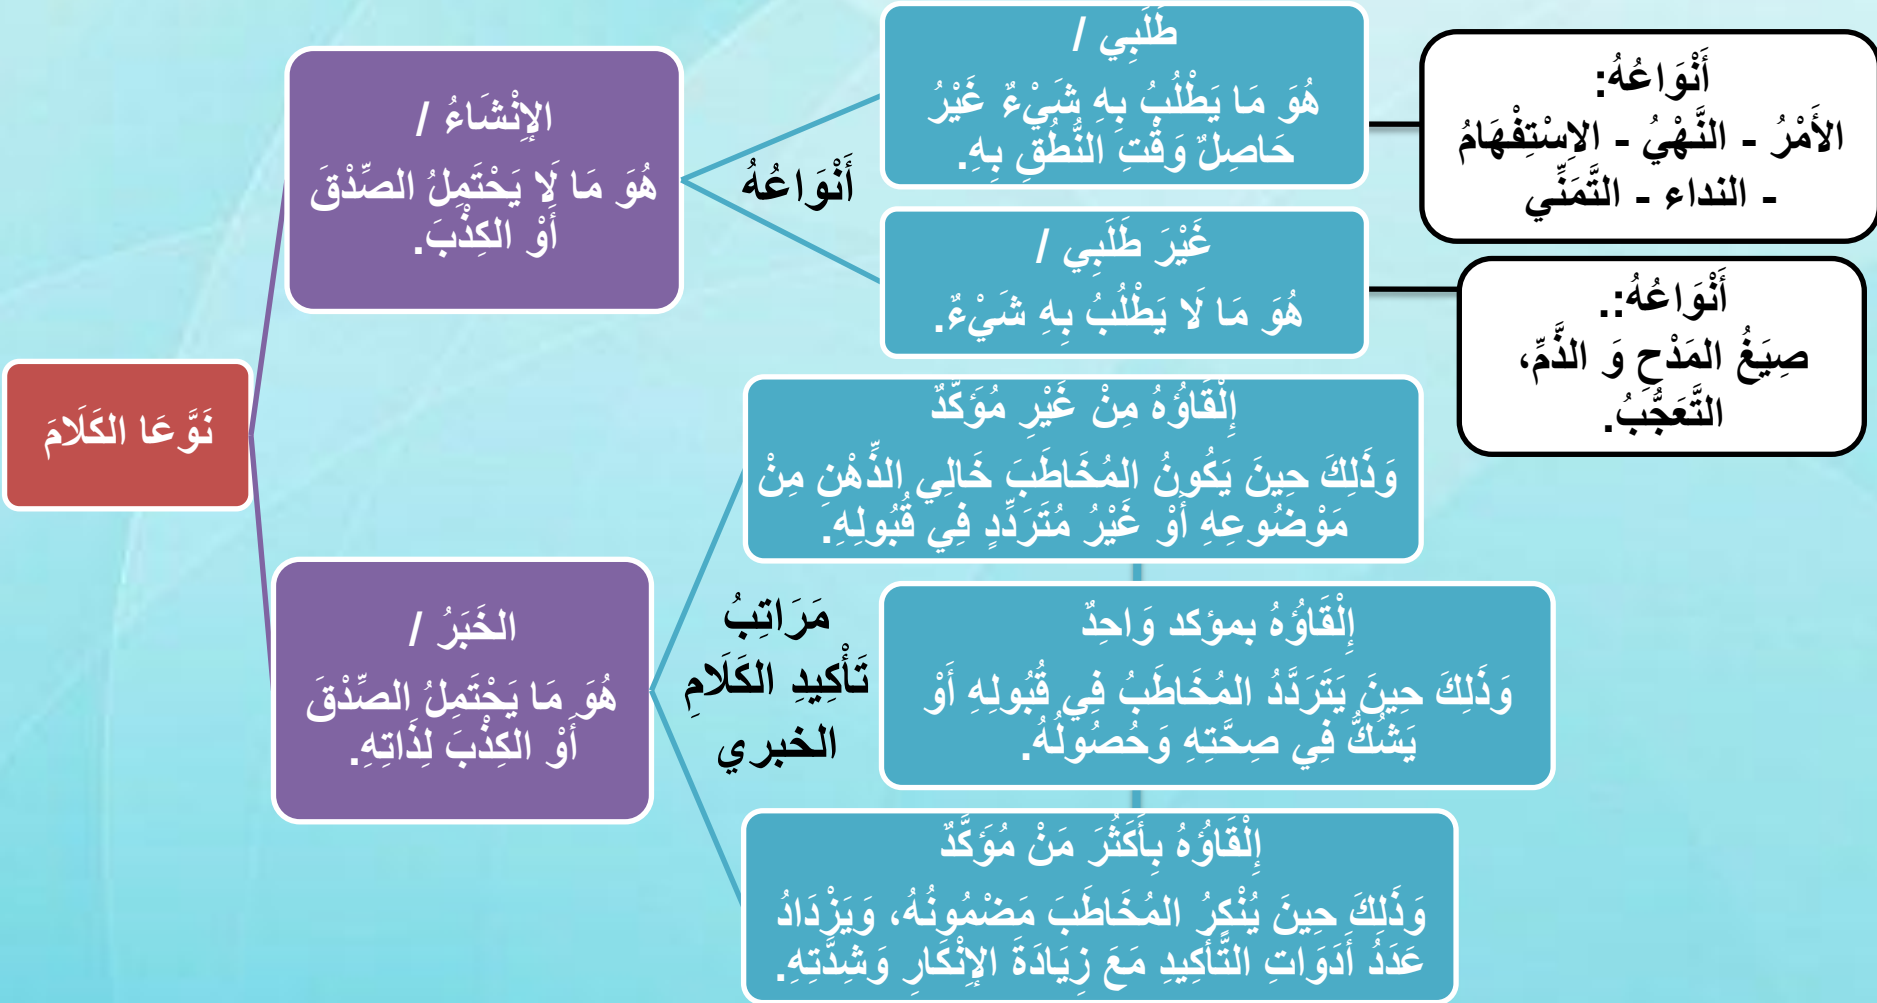 نَوَّعَا الكَلَامَ
الإِنْشَاءُ /
هُوَ مَا لَا يَحْتَمِلُ الصِّدْقَ
أَوْ الكِذْبَ.
أَنْوَاعُهُ
طَلَبِي /
هُوَ مَا يَطْلُبُ بِهِ شَيْءٌ غَيْرُ
حَاصِلٌ وَقْتِ النُّطْقِ بِهِ.
أَنْوَاعُهُ:
الأَمْرُ - النَّهْيُ - الاِسْتِفْهَامُ
- النداء - التَّمَنِّي
غَيْرَ طَلَبِي /
هُوَ مَا لَا يَطْلُبُ بِهِ شَيْءٌ.
أَنْوَاعُهُ:.
صِيَغُ المَدْحِ وَ الذَّمِّ،
التَّعَجُّبُ.
الخَبَرُ /
هُوَ مَا يَحْتَمِلُ الصِّدْقَ
أَوْ الكِذْبَ لِذَاتِهِ.
مَرَاتِبُ
تَأْكِيدِ الكَلَامِ
الخبري
إِلْقَاؤُهُ مِنْ غَيْرِ مُؤَكَّدٌ
وَذَلِكَ حِينَ يَكُونُ المُخَاطَبَ خَالِي الذِّهْنِ مِنْ
مَوْضُوعِهِ أَوْ غَيْرُ مُتَرَدِّدٍ فِي قُبُولِهِ.
إِلْقَاؤُهُ بمؤكد وَاحِدٌ
وَذَلِكَ حِينَ يَتَرَدَّدُ المُخَاطَبُ فِي قُبُولِهِ أَوْ
يَشُكُّ فِي صِحَّتِهِ وَحُصُولُهُ.
إِلْقَاؤُهُ بِأَكَثُرَ مَنْ مُؤَكَّدٌ
وَذَلِكَ حِينَ يُنْكِرُ المُخَاطَبَ مَضْمُونُهُ، وَيَزْدَادُ
عَدَدُ أَدَوَاتِ التَّأْكِيدِ مَعَ زِيَادَةَ الإِنْكَارِ وَشِدَّتِهِ.